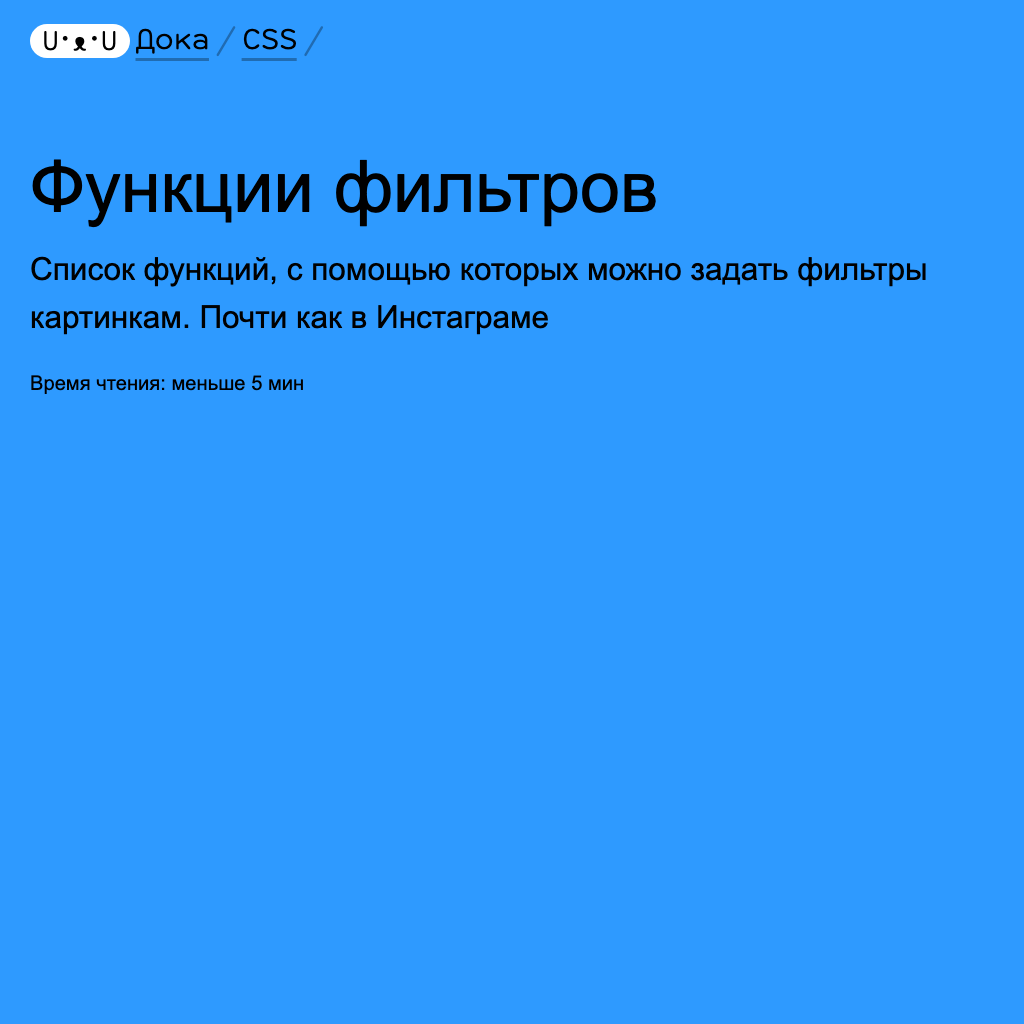 U•ᴥ•U Дока / CSS /
Функции фильтров
Список функций, с помощью которых можно задать фильтры
картинкам. Почти как в Инстаграме
Время чтения: меньше 5 мин